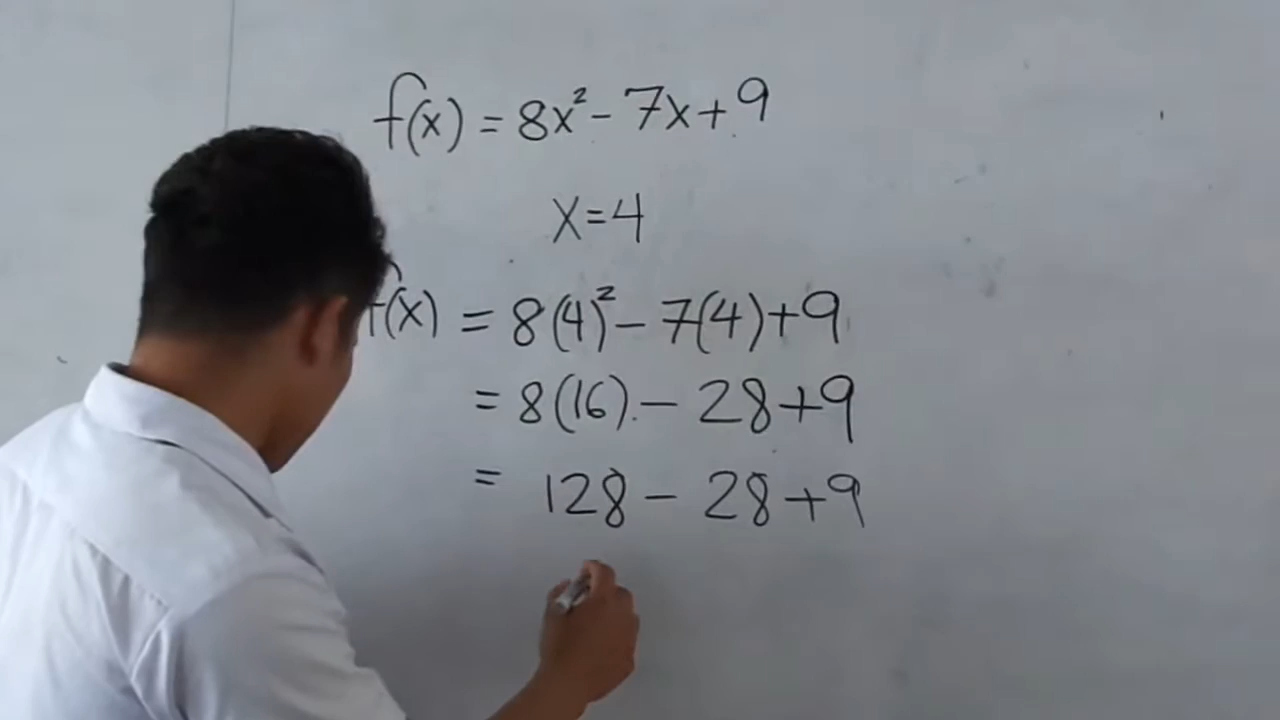 f(x) = 8x² - 7x + 9
x = 4
f(x) = 8(4)² - 7(4) + 9
= 8(16) - 28 + 9
= 128 - 28 + 9